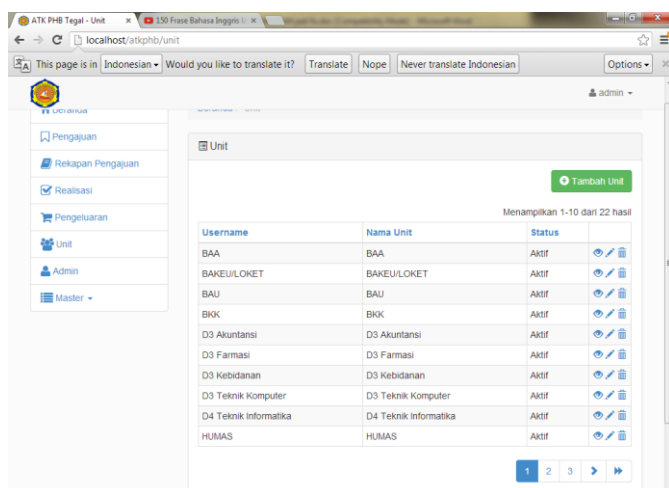 ATK PHB Tegal - Unit
150 Frase Bahasa Inggris U
localhost/atkphb/unit
This page is in Indonesian Would you like to translate it? Translate Nope Never translate Indonesian Options
admin
Beranda
Pengajuan
Rekapan Pengajuan
Realisasi
Pengeluaran
Unit
Admin
Master
Unit
Tambah Unit
Menampilkan 1-10 dari 22 hasil
Username Nama Unit Status
BAA BAA Aktif
BAKEU/LOKET BAKEU/LOKET Aktif
BAU BAU Aktif
BKK BKK Aktif
D3 Akuntansi D3 Akuntansi Aktif
D3 Farmasi D3 Farmasi Aktif
D3 Kebidanan D3 Kebidanan Aktif
D3 Teknik Komputer D3 Teknik Komputer Aktif
D4 Teknik Informatika D4 Teknik Informatika Aktif
HUMAS HUMAS Aktif
1 2 3